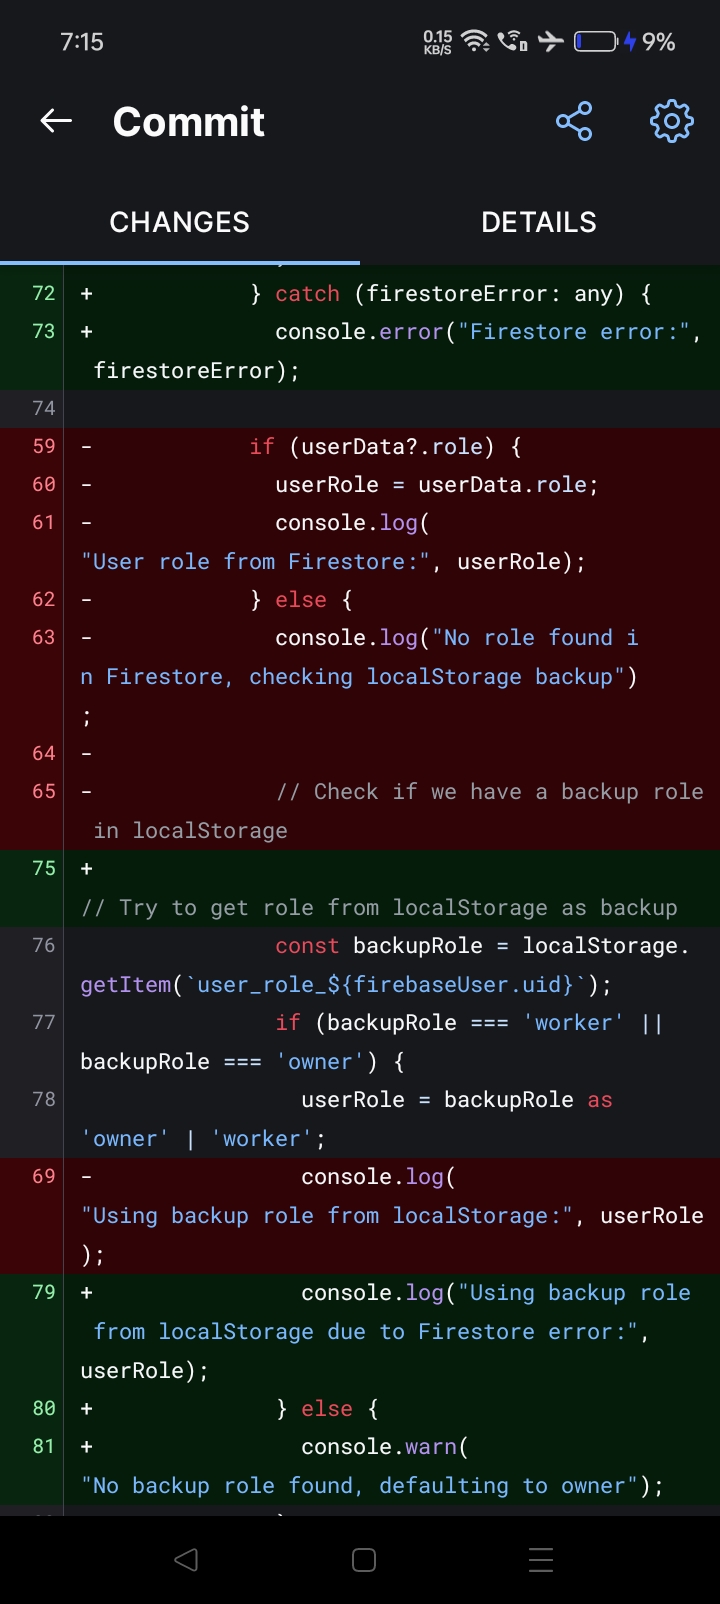 7:15
0.15
KB/S
9%
Commit
CHANGES
DETAILS
72 + } catch (firestoreError: any) {
73 + console.error("Firestore error:",
firestoreError);
74
59 - if (userData?.role) {
60 - userRole = userData.role;
61 - console.log(
"User role from Firestore:", userRole);
62 - } else {
63 - console.log("No role found i
n Firestore, checking localStorage backup")
;
64 -
65 - // Check if we have a backup role
in localStorage
75 +
// Try to get role from localStorage as backup
76 const backupRole = localStorage.
getItem(`user_role_${firebaseUser.uid}`);
77 if (backupRole === 'worker' ||
backupRole === 'owner') {
78 userRole = backupRole as
'owner' | 'worker';
69 - console.log(
"Using backup role from localStorage:", userRole
);
79 + console.log("Using backup role
from localStorage due to Firestore error:",
userRole);
80 + } else {
81 + console.warn(
"No backup role found, defaulting to owner");